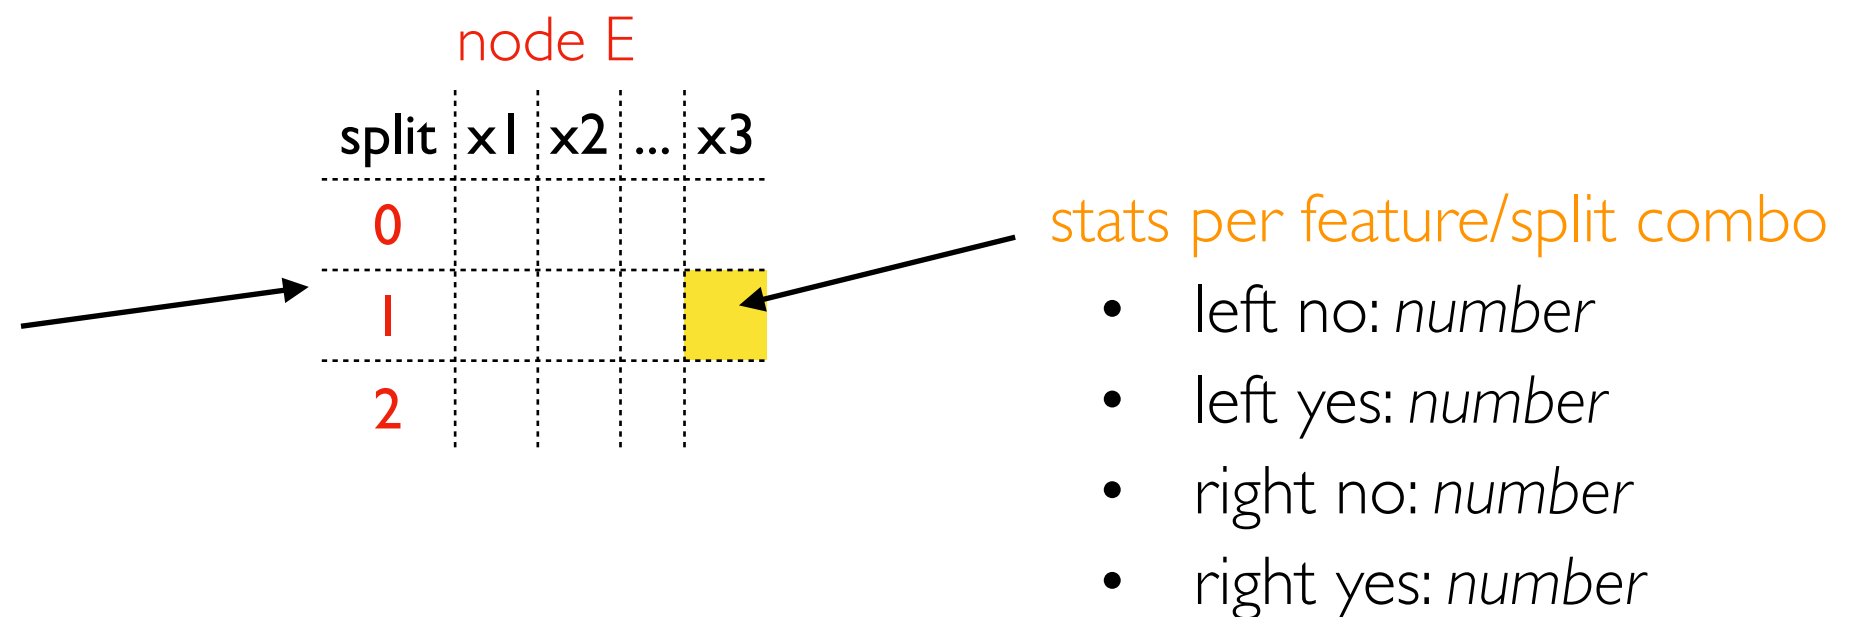 node E
split x1 x2 ... x3
0
1
2
stats per feature/split combo
• left no: number
• left yes: number
• right no: number
• right yes: number